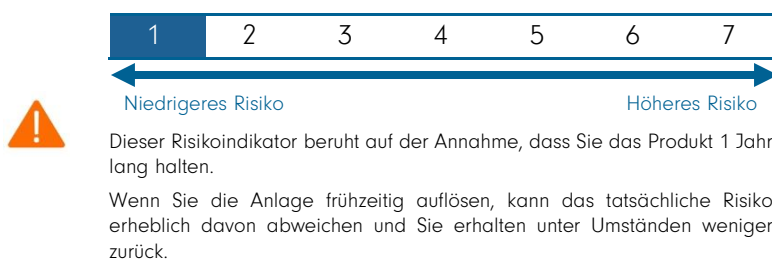 1 2 3 4 5 6 7
Niedrigeres Risiko Höheres Risiko
Dieser Risikoindikator beruht auf der Annahme, dass Sie das Produkt 1 Jahr
lang halten.
Wenn Sie die Anlage frühzeitig auflösen, kann das tatsächliche Risiko
erheblich davon abweichen und Sie erhalten unter Umständen weniger
zurück.